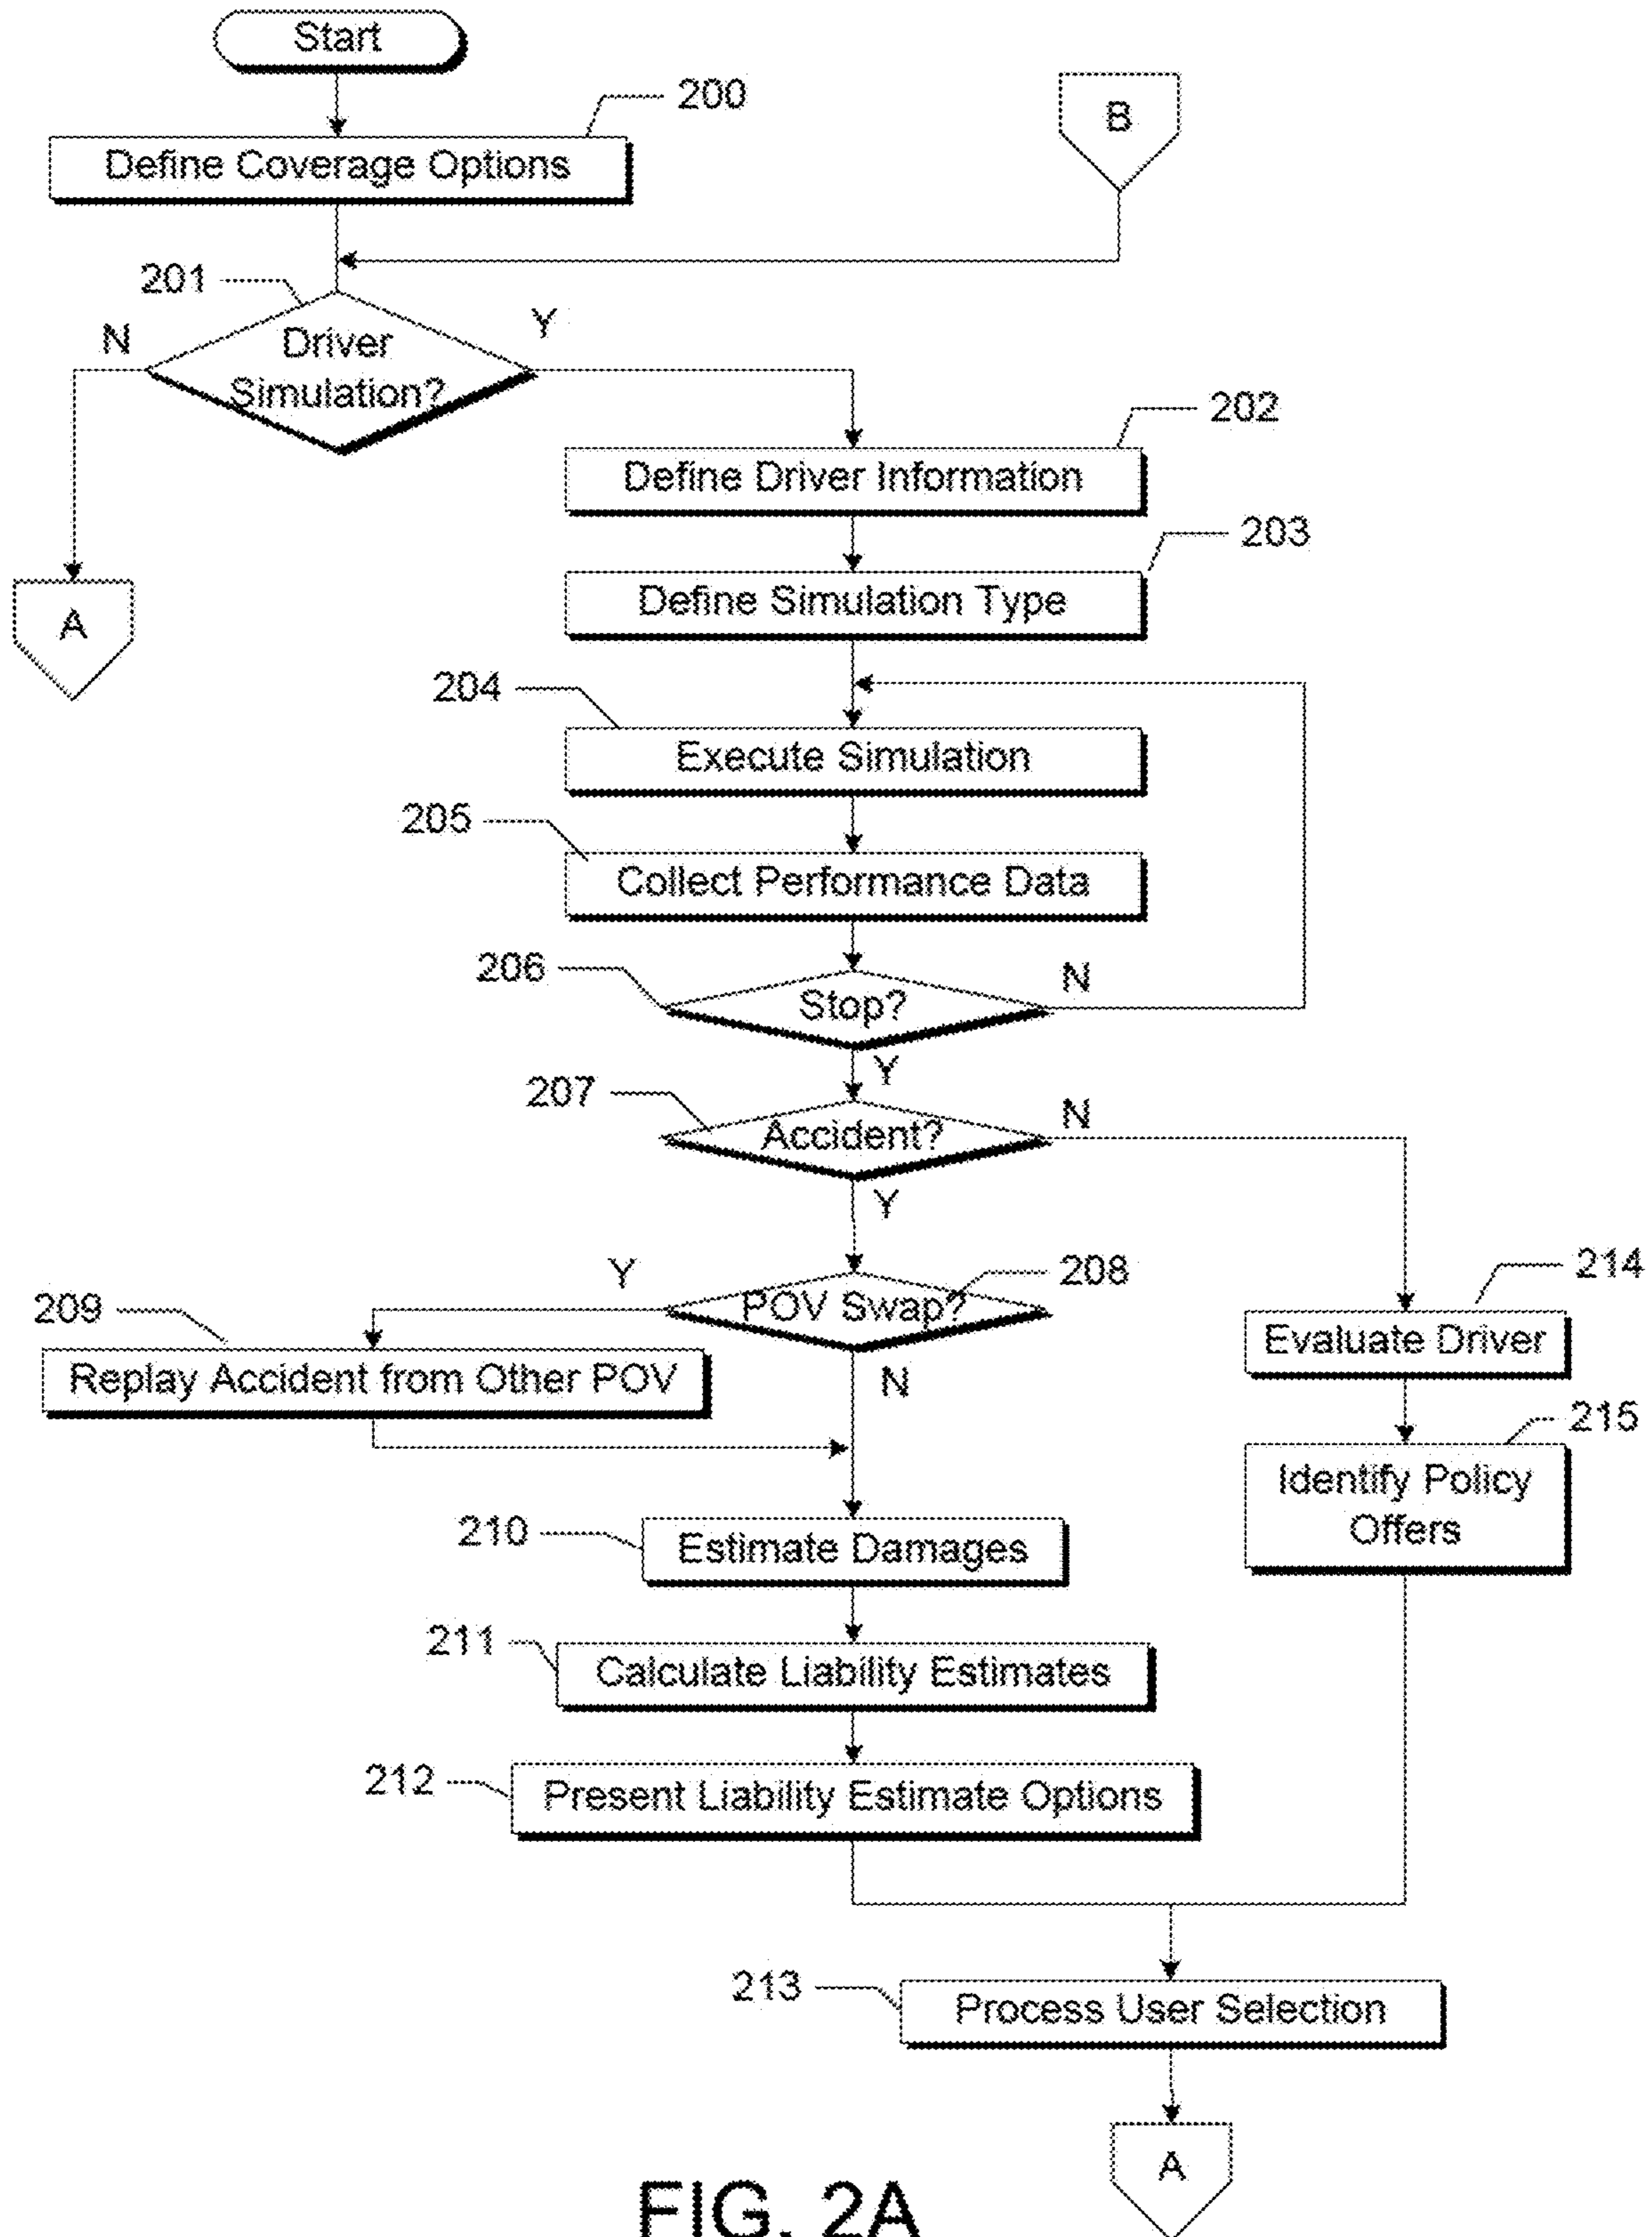 Start
200
Define Coverage Options
B
201
N
Y
Driver
Simulation?
202
Define Driver Information
203
Define Simulation Type
A
204
Execute Simulation
205
Collect Performance Data
206
Stop?
N
Y
207
Accident?
N
Y
208
POV Swap?
Y
N
209
Replay Accident from Other POV
214
Evaluate Driver
215
Identify Policy
Offers
210
Estimate Damages
211
Calculate Liability Estimates
212
Present Liability Estimate Options
213
Process User Selection
A
FIG. 2A